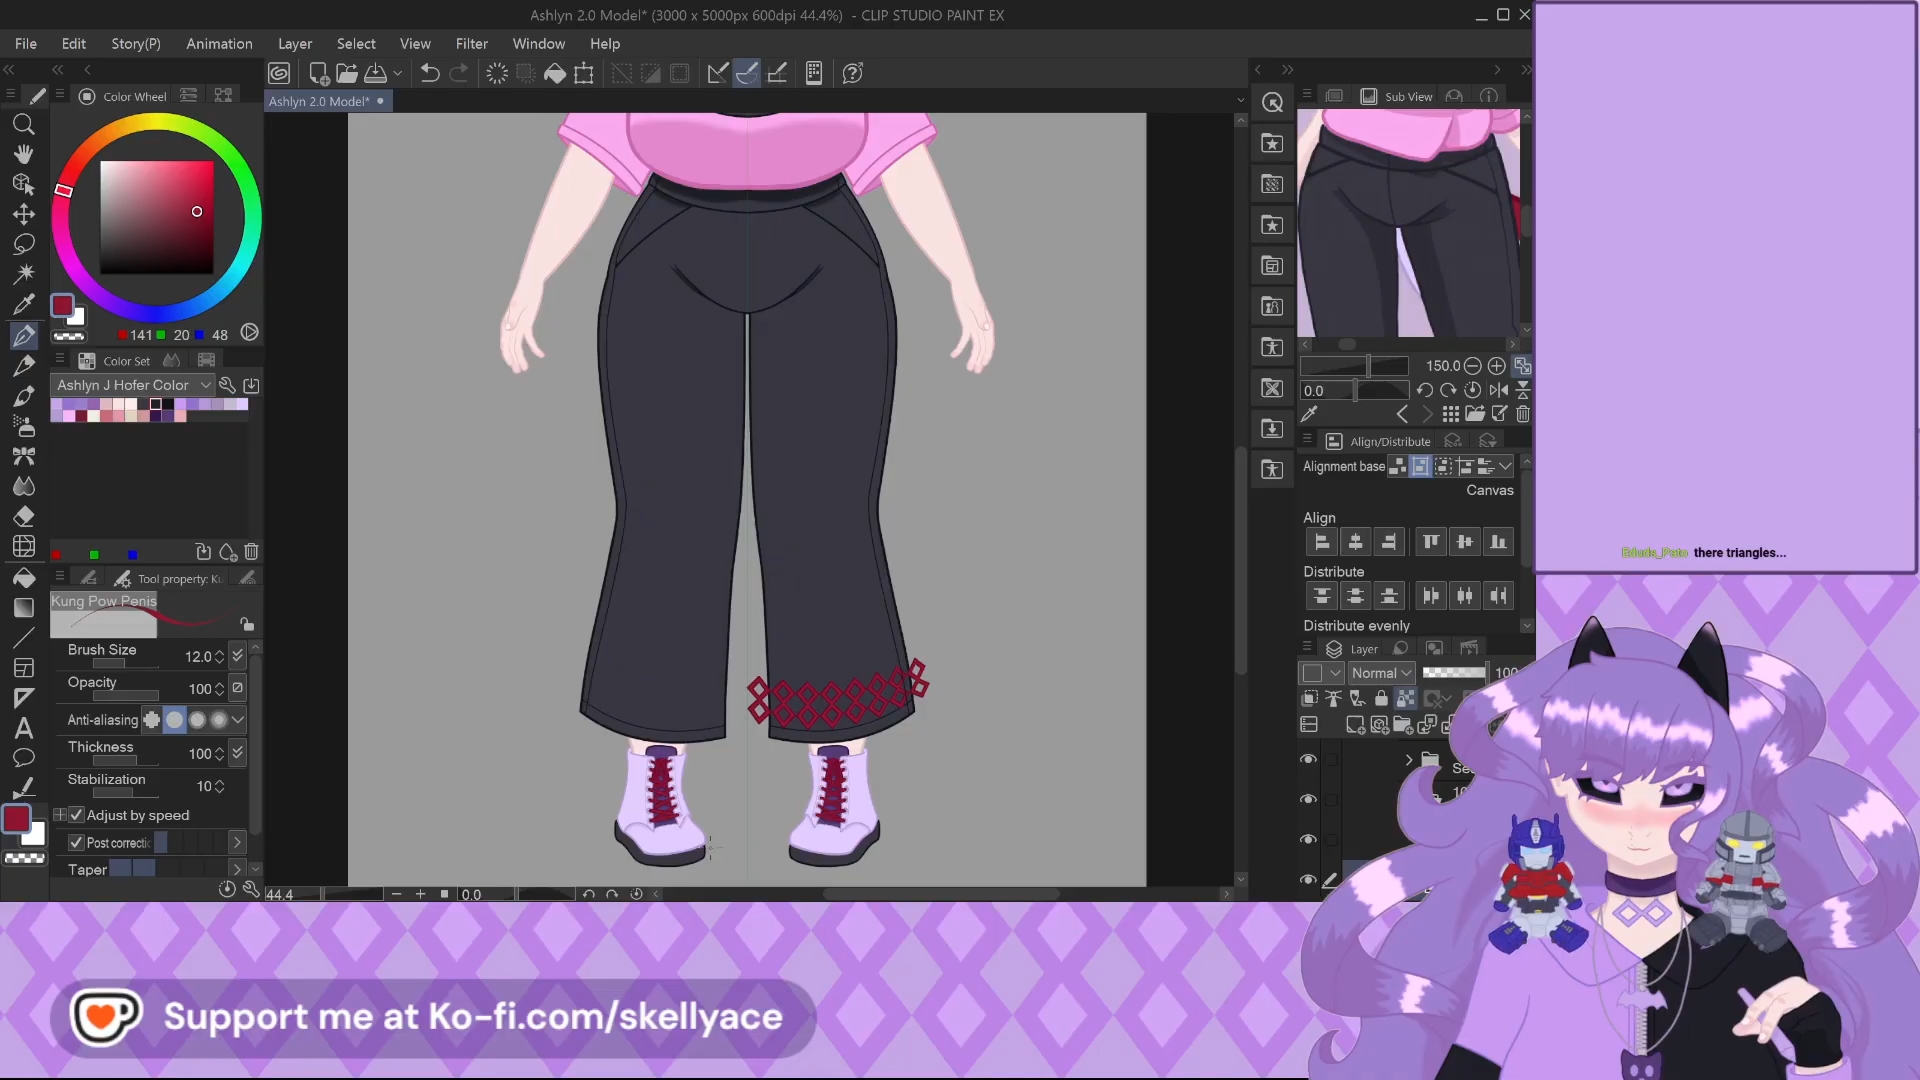 Ashlyn 2.0 Model* (3000 x 5000px 600dpi 44.4%)  - CLIP STUDIO PAINT EX
File Edit Story(P) Animation Layer Select View Filter Window Help
Color Wheel
Ashlyn 2.0 Model*
Sub View
141 20 48
Color Set
Ashlyn J Hofer Color
150.0
0.0
Align/Distribute
Alignment base
Canvas
Align
Distribute
Distribute evenly
Eduda_Pato there triangles...
Tool property: Ku
Kung Pow Penis
Brush Size 12.0
Opacity 100
Anti-aliasing
Thickness 100
Stabilization 10
Adjust by speed
Post correctic
Taper
Layer
Normal 100
Se
10
44.4 0.0
Support me at Ko-fi.com/skellyace